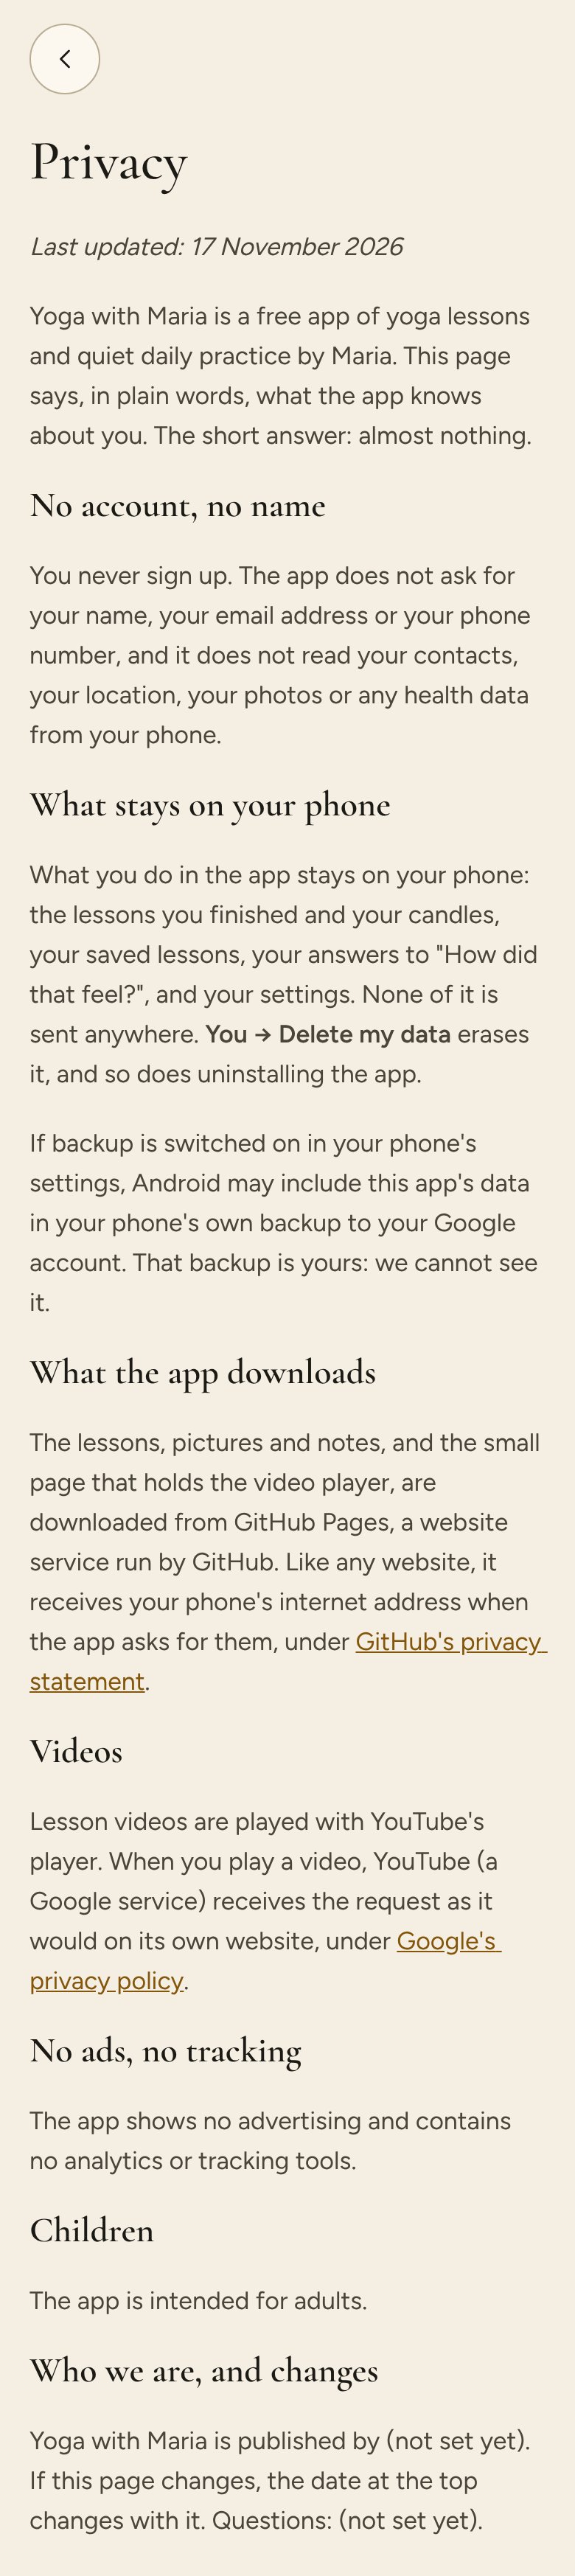 Privacy
Last updated: 17 November 2026
Yoga with Maria is a free app of yoga lessons
and quiet daily practice by Maria. This page
says, in plain words, what the app knows
about you. The short answer: almost nothing.
No account, no name
You never sign up. The app does not ask for
your name, your email address or your phone
number, and it does not read your contacts,
your location, your photos or any health data
from your phone.
What stays on your phone
What you do in the app stays on your phone:
the lessons you finished and your candles,
your saved lessons, your answers to "How did
that feel?", and your settings. None of it is
sent anywhere. You → Delete my data erases
it, and so does uninstalling the app.
If backup is switched on in your phone's
settings, Android may include this app's data
in your phone's own backup to your Google
account. That backup is yours: we cannot see
it.
What the app downloads
The lessons, pictures and notes, and the small
page that holds the video player, are
downloaded from GitHub Pages, a website
service run by GitHub. Like any website, it
receives your phone's internet address when
the app asks for them, under GitHub's privacy
statement.
Videos
Lesson videos are played with YouTube's
player. When you play a video, YouTube (a
Google service) receives the request as it
would on its own website, under Google's
privacy policy.
No ads, no tracking
The app shows no advertising and contains
no analytics or tracking tools.
Children
The app is intended for adults.
Who we are, and changes
Yoga with Maria is published by (not set yet).
If this page changes, the date at the top
changes with it. Questions: (not set yet).